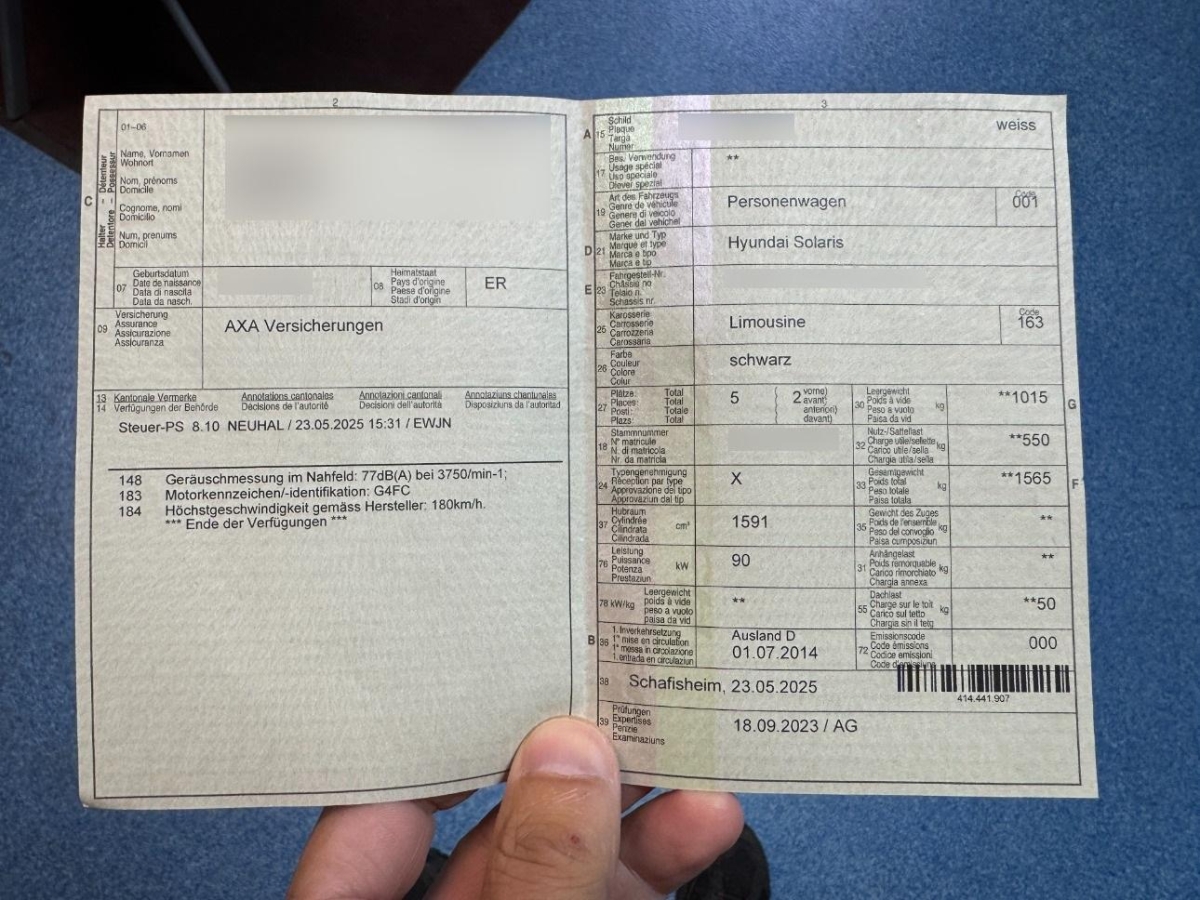 2
01–06
Name, Vornamen
Wohnort
Nom, prénoms
Domicile
Cognome, nomi
Domicilio
Num, prenums
Domicil
C
Halter – Détenteur
Detentore – Possessur
07
Geburtsdatum
Date de naissance
Data di nascita
Data da nasch.
08
Heimatstaat
Pays d'origine
Paese d'origine
Stadi d'origin
ER
09
Versicherung
Assurance
Assicurazione
Assicuranza
AXA Versicherungen
13
14
Kantonale Vermerke
Verfügungen der Behörde
Annotations cantonales
Décisions de l'autorité
Annotazioni cantonali
Decisioni dell'autorità
Annotaziuns chantunalas
Disposiziuns da l'autoritad
Steuer-PS 8.10 NEUHAL / 23.05.2025 15:31 / EWJN
148 Geräuschmessung im Nahfeld: 77dB(A) bei 3750/min-1;
183 Motorkennzeichen/-identifikation: G4FC
184 Höchstgeschwindigkeit gemäss Hersteller: 180km/h.
*** Ende der Verfügungen ***
3
A
15
Schild
Plaque
Targa
Numer
weiss
17
Bes. Verwendung
Usage spécial
Uso speciale
Diever spezial
**
19
Art des Fahrzeugs
Genre de véhicule
Genere di veicolo
Gener dal vehichel
Personenwagen
Code
001
D
21
Marke und Typ
Marque et type
Marca e tipo
Marca e tip
Hyundai Solaris
E
23
Fahrgestell-Nr.
Châssis no
Telaio n.
Schassis nr.
25
Karosserie
Carrosserie
Carrozzeria
Carossaria
Limousine
Code
163
26
Farbe
Couleur
Colore
Colur
schwarz
27
Plätze: Total
Places: Total
Posti: Totale
Plazs: Total
5
2
vorne)
avant)
anteriori)
davant)
30
Leergewicht
Poids à vide
Peso a vuoto
Paisa da vid
kg
**1015
G
18
Stammnummer
N° matricule
N. di matricola
Nr. da matricla
32
Nutz-/Sattellast
Charge utile/sellette
Carico utile/sella
Chargia utila/sella
kg
**550
24
Typengenehmigung
Réception par type
Approvazione del tipo
Approvaziun dal tip
X
33
Gesamtgewicht
Poids total
Peso totale
Paisa totala
kg
**1565
F
37
Hubraum
Cylindrée
Cilindrata
Cilindrada
cm³
1591
35
Gewicht des Zuges
Poids de l'ensemble
Peso del convoglio
Paisa cumposiziun
kg
**
76
Leistung
Puissance
Potenza
Prestaziun
kW
90
31
Anhängelast
Poids remorquable
Carico rimorchiato
Chargia annexa
kg
**
78 kW/kg
Leergewicht
poids à vide
peso a vuoto
paisa da vid
**
55
Dachlast
Charge sur le toit
Carico sul tetto
Chargia sin il tetg
kg
**50
B
36
1. Inverkehrsetzung
1re mise en circulation
1a messa in circolazione
1. entrada en circulaziun
Ausland D
01.07.2014
72
Emissionscode
Code émissions
Codice emissioni
000
38
Schafisheim, 23.05.2025
414.441.907
39
Prüfungen
Expertises
Perizie
Examinaziuns
18.09.2023 / AG